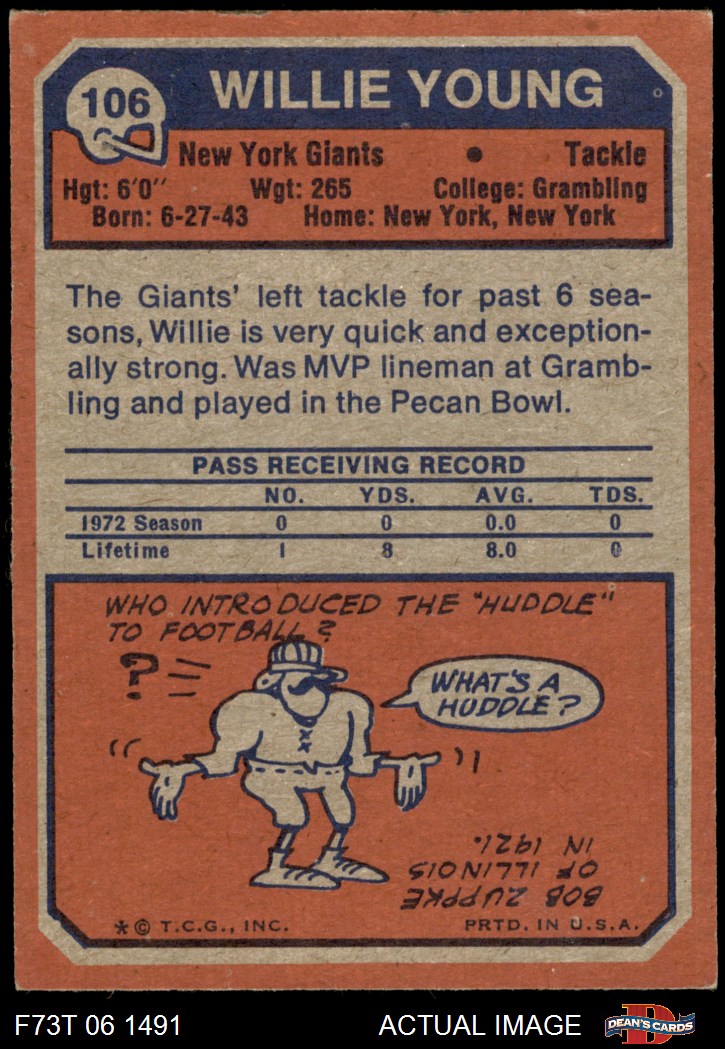 106
WILLIE YOUNG
New York Giants • Tackle
Hgt: 6'0" Wgt: 265 College: Grambling
Born: 6-27-43 Home: New York, New York
The Giants' left tackle for past 6 sea-
sons, Willie is very quick and exception-
ally strong. Was MVP lineman at Gramb-
ling and played in the Pecan Bowl.
PASS RECEIVING RECORD
NO. YDS. AVG. TDS.
1972 Season 0 0 0.0 0
Lifetime 1 8 8.0 0
WHO INTRODUCED THE "HUDDLE"
TO FOOTBALL?
?
WHAT'S A
HUDDLE?
BOB ZUPPKE
OF ILLINOIS
IN 1921.
*© T.C.G., INC. PRTD. IN U.S.A.
F73T 06 1491 ACTUAL IMAGE
D
DEAN'S CARDS